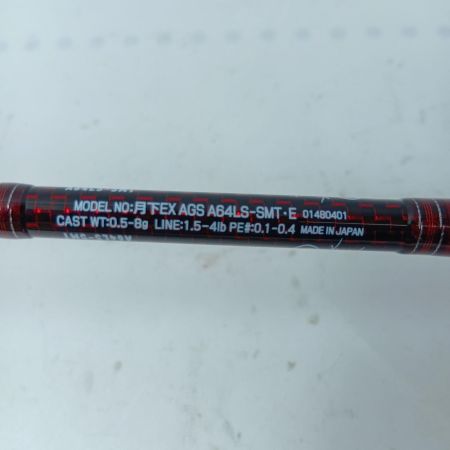 MODEL NO:月下EX AGS A64LS-SMT・E 01480401
CAST WT:0.5-8g LINE:1.5-4lb PE#:0.1-0.4 MADE IN JAPAN